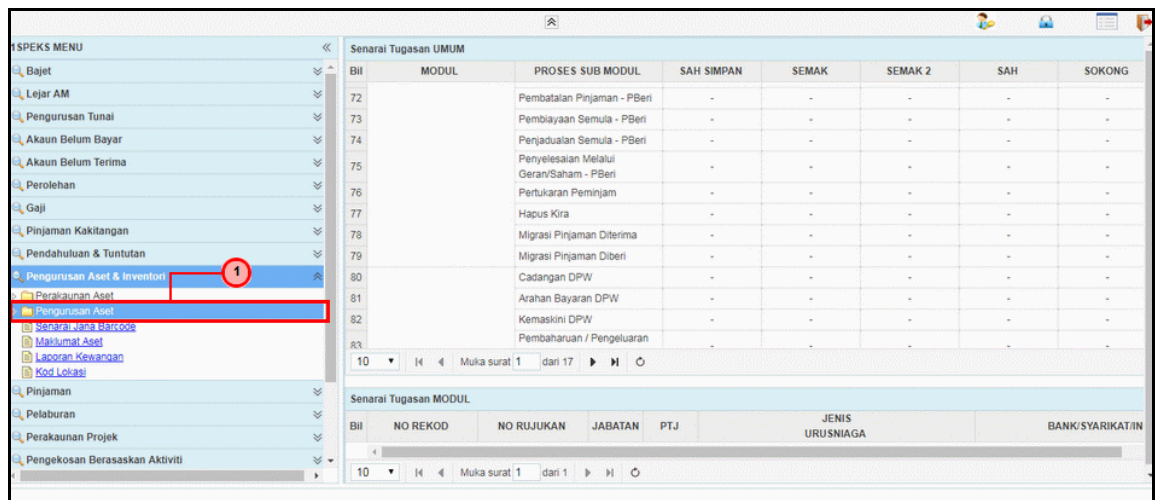 1SPEKS MENU
Bajet
Lejar AM
Pengurusan Tunai
Akaun Belum Bayar
Akaun Belum Terima
Perolehan
Gaji
Pinjaman Kakitangan
Pendahuluan & Tuntutan
Pengurusan Aset & Inventori
1
Perakaunan Aset
Pengurusan Aset
Senarai Jana Barcode
Maklumat Aset
Laporan Kewangan
Kod Lokasi
Pinjaman
Pelaburan
Perakaunan Projek
Pengekosan Berasaskan Aktiviti
Senarai Tugasan UMUM
Bil MODUL PROSES SUB MODUL SAH SIMPAN SEMAK SEMAK 2 SAH SOKONG
72 Pembatalan Pinjaman - PBeri - - - - -
73 Pembiayaan Semula - PBeri - - - - -
74 Penjadualan Semula - PBeri - - - - -
75 Penyelesaian Melalui
Geran/Saham - PBeri - - - - -
76 Pertukaran Peminjam - - - - -
77 Hapus Kira - - - - -
78 Migrasi Pinjaman Diterima - - - - -
79 Migrasi Pinjaman Diberi - - - - -
80 Cadangan DPW - - - - -
81 Arahan Bayaran DPW - - - - -
82 Kemaskini DPW - - - - -
83 Pembaharuan / Pengeluaran - - - - -
10 Muka surat 1 dari 17
Senarai Tugasan MODUL
Bil NO REKOD NO RUJUKAN JABATAN PTJ JENIS
URUSNIAGA BANK/SYARIKAT/IN
10 Muka surat 1 dari 1